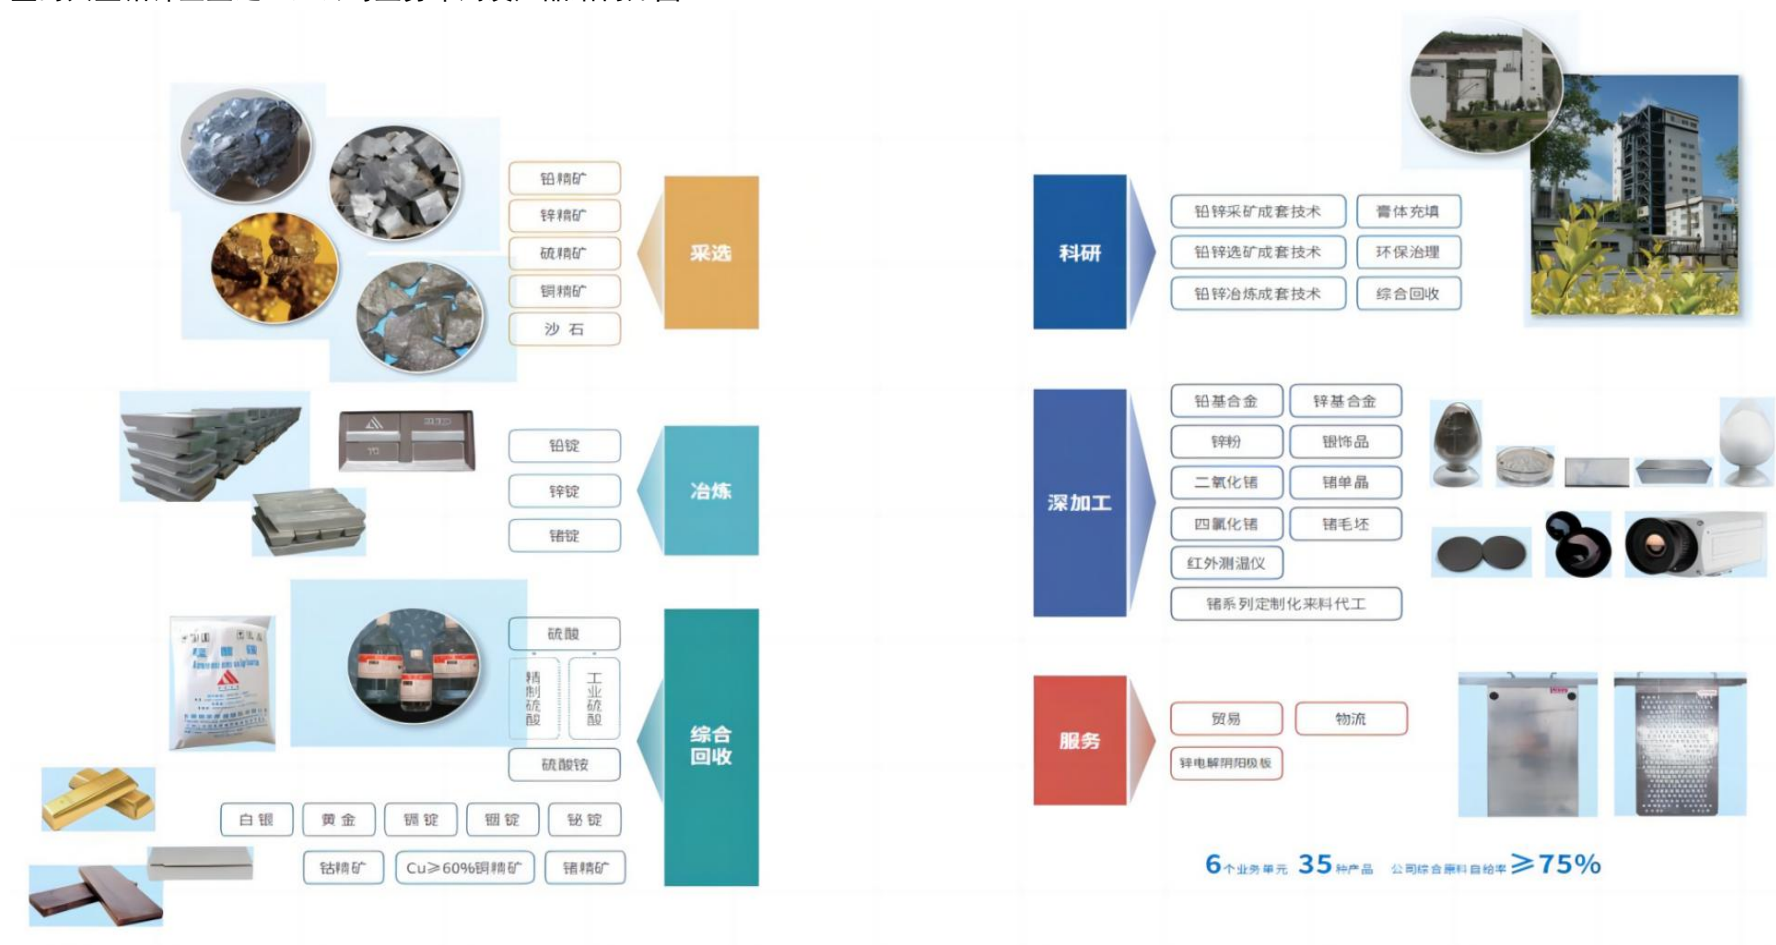 铅精矿
锌精矿
硫精矿
铜精矿
沙石
采选
铅锭
锌锭
锗锭
冶炼
硫酸
精制硫酸
工业硫酸
硫酸铵
综合
回收
白银
黄金
镉锭
铟锭
铋锭
钴精矿
Cu≥60%铜精矿
锗精矿
科研
铅锌采矿成套技术
膏体充填
铅锌选矿成套技术
环保治理
铅锌冶炼成套技术
综合回收
深加工
铅基合金
锌基合金
锌粉
银饰品
二氧化锗
锗单晶
四氯化锗
锗毛坯
红外测温仪
锗系列定制化来料代工
服务
贸易
物流
锌电解阴阳极板
6个业务单元 35种产品 公司综合原料自给率≥75%